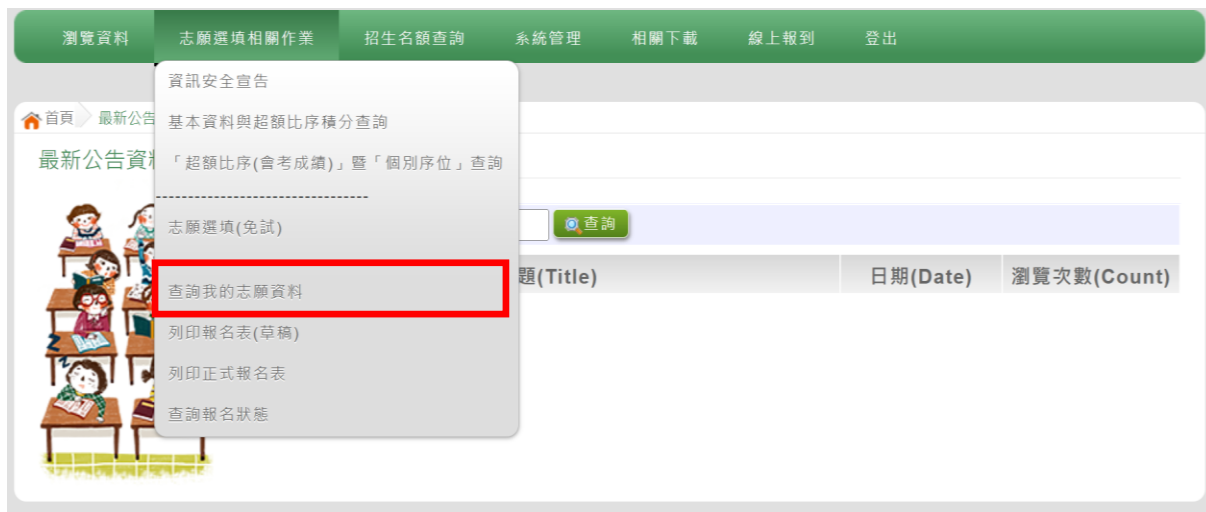 瀏覽資料 志願選填相關作業 招生名額查詢 系統管理 相關下載 線上報到 登出
資訊安全宣告
首頁 最新公告
基本資料與超額比序積分查詢
最新公告資
「超額比序(會考成績)」暨「個別序位」查詢
--------------------------------
志願選填(免試)
查詢
題(Title) 日期(Date) 瀏覽次數(Count)
查詢我的志願資料
列印報名表(草稿)
列印正式報名表
查詢報名狀態